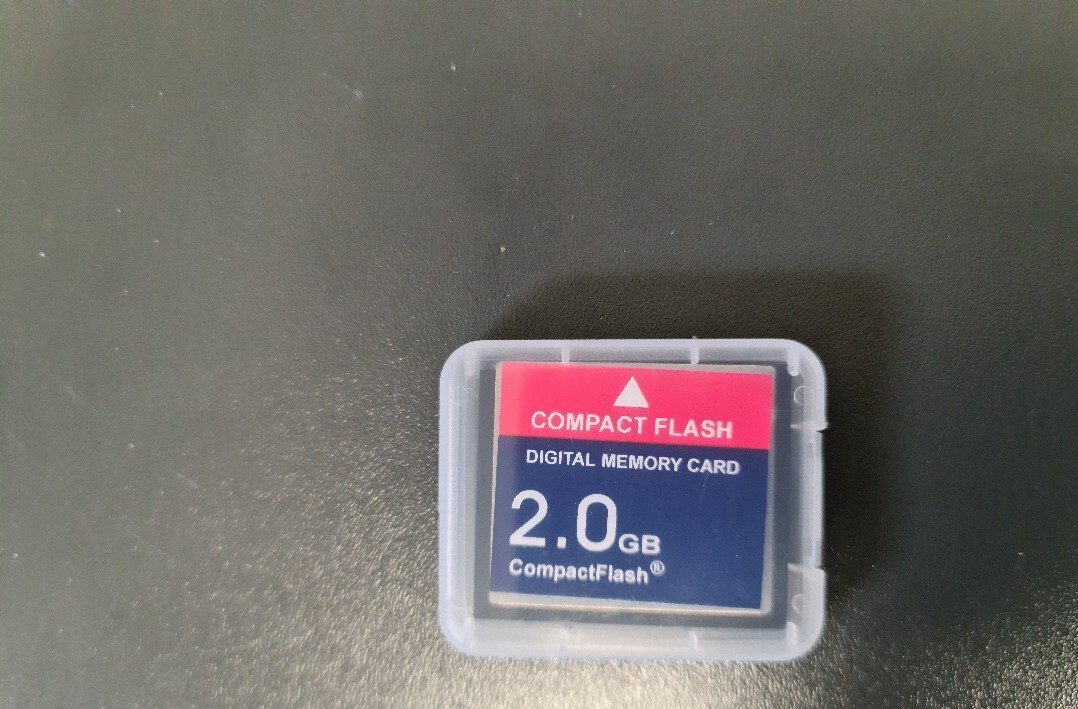 COMPACT FLASH
DIGITAL MEMORY CARD
2.0GB
CompactFlash®